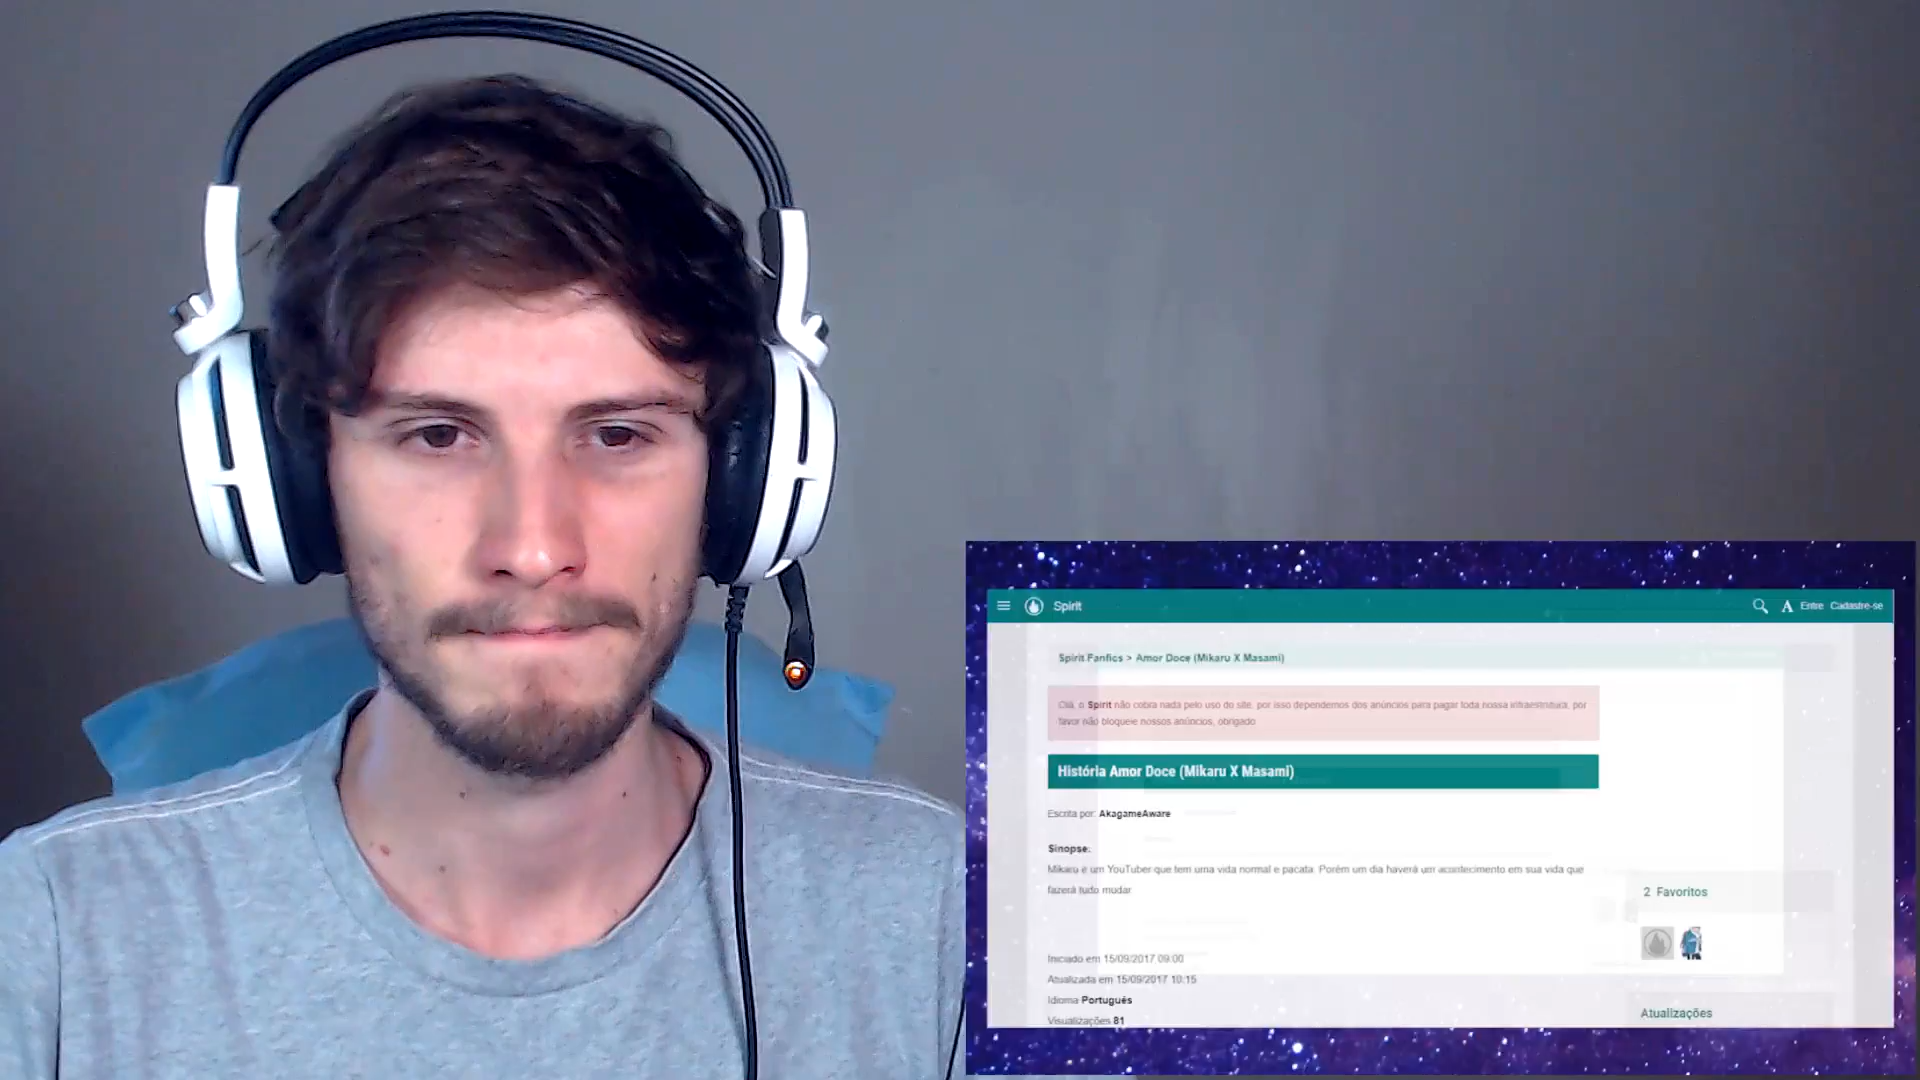 Spirit
Entre Cadastre-se
Spirit Fanfics > Amor Doce (Mikaru X Masami)
Olá, o Spirit não cobra nada pelo uso do site, por isso dependemos dos anúncios para pagar toda nossa infraestrutura, por
favor não bloqueie nossos anúncios, obrigado
História Amor Doce (Mikaru X Masami)
Escrita por: AkagameAware
Sinopse:
Mikaru é um YouTuber que tem uma vida normal e pacata. Porém um dia haverá um acontecimento em sua vida que
fazerá tudo mudar
2 Favoritos
Iniciado em 15/09/2017 09:00
Atualizada em 15/09/2017 10:15
Idioma Português
Visualizações 81
Atualizações